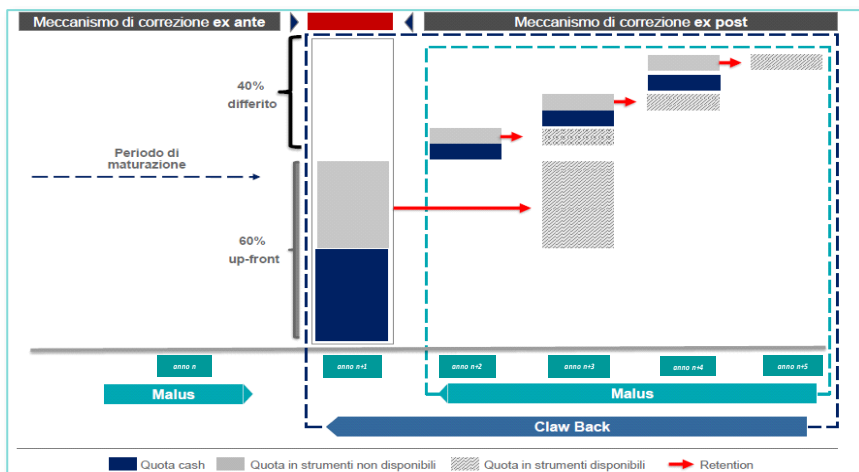 Meccanismo di correzione ex ante
Meccanismo di correzione ex post
40%
differito
Periodo di
maturazione
60%
up-front
anno n
anno n+1
anno n+2
anno n+3
anno n+4
anno n+5
Malus
Malus
Claw Back
Quota cash
Quota in strumenti non disponibili
Quota in strumenti disponibili
Retention